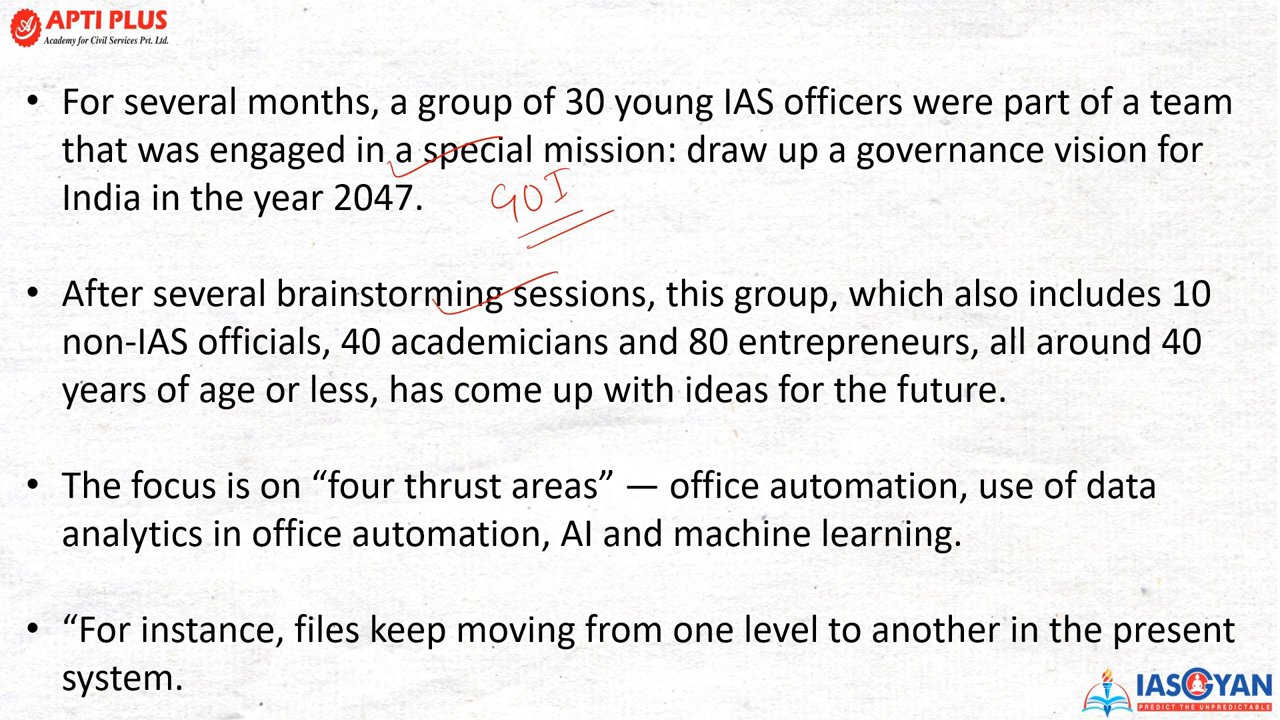 APTI PLUS
Academy for Civil Services Pvt. Ltd.
• For several months, a group of 30 young IAS officers were part of a team
that was engaged in a special mission: draw up a governance vision for
India in the year 2047.
GOI
• After several brainstorming sessions, this group, which also includes 10
non-IAS officials, 40 academicians and 80 entrepreneurs, all around 40
years of age or less, has come up with ideas for the future.
• The focus is on “four thrust areas” — office automation, use of data
analytics in office automation, AI and machine learning.
• “For instance, files keep moving from one level to another in the present
system.
IASGYAN
PREDICT THE UNPREDICTABLE